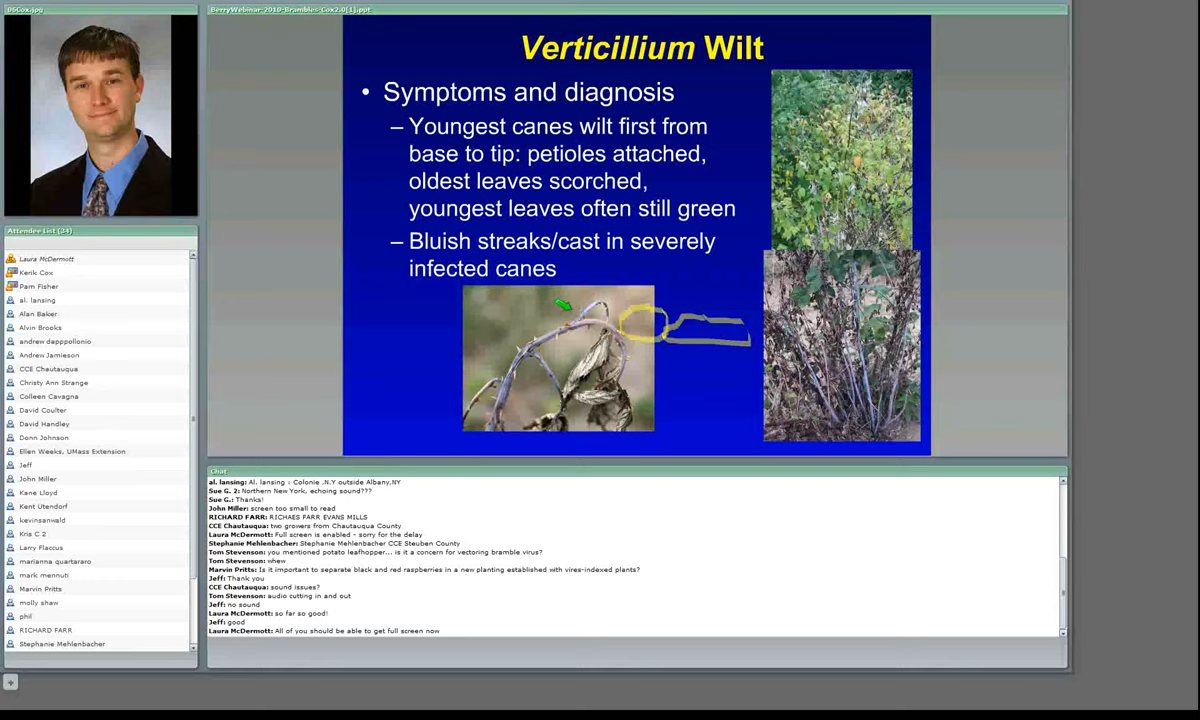 06Cox.jpg
BerryWebinar-2010-Brambles-Cox2.0[1].ppt
Verticillium Wilt
• Symptoms and diagnosis
– Youngest canes wilt first from
base to tip: petioles attached,
oldest leaves scorched,
youngest leaves often still green
– Bluish streaks/cast in severely
infected canes
Attendee List (34)
Laura McDermott
Kerik Cox
Pam Fisher
al. lansing
Alan Baker
Alvin Brooks
andrew dapppollonio
Andrew Jamieson
CCE Chautauqua
Christy Ann Strange
Colleen Cavagna
David Coulter
David Handley
Donn Johnson
Ellen Weeks, UMass Extension
Jeff
John Miller
Kane Lloyd
Kent Utendorf
kevinsanwald
Kris C 2
Larry Flaccus
marianna quartararo
mark mennuti
Marvin Pritts
molly shaw
phil
RICHARD FARR
Stephanie Mehlenbacher
Chat
al. lansing: Al. lansing : Colonie ,N.Y outside Albany,NY
Sue G. 2: Northern New York. echoing sound???
Sue G.: Thanks!
John Miller: screen too small to read
RICHARD FARR: RICHAES FARR EVANS MILLS
CCE Chautauqua: two growers from Chautauqua County
Laura McDermott: Full screen is enabled - sorry for the delay
Stephanie Mehlenbacher: Stephanie Mehlenbacher CCE Steuben County
Tom Stevenson: you mentioned potato leafhopper... is it a concern for vectoring bramble virus?
Tom Stevenson: whew
Marvin Pritts: Is it important to separate black and red raspberries in a new planting established with vires-indexed plants?
Jeff: Thank you
CCE Chautauqua: sound issues?
Tom Stevenson: audio cutting in and out
Jeff: no sound
Laura McDermott: so far so good!
Jeff: good
Laura McDermott: All of you should be able to get full screen now